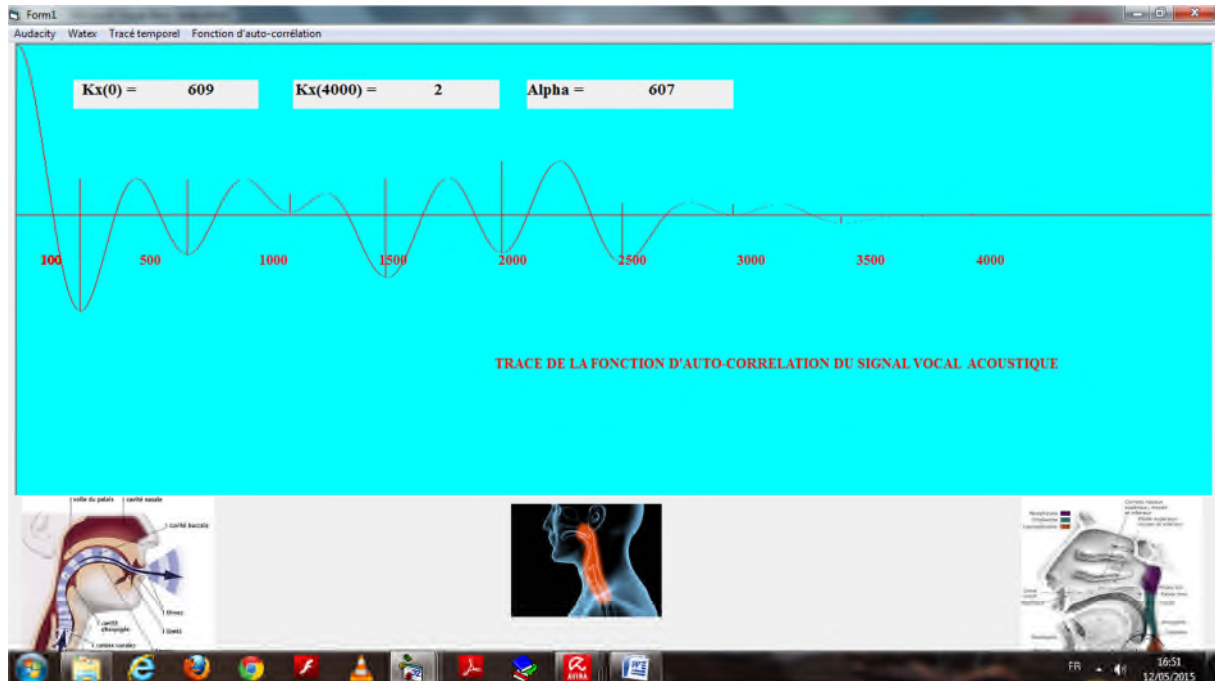 Form1
Audacity Watex Tracé temporel Fonction d'auto-corrélation
Kx(0) = 609 Kx(4000) = 2 Alpha = 607
100 500 1000 1500 2000 2500 3000 3500 4000
TRACE DE LA FONCTION D'AUTO-CORRELATION DU SIGNAL VOCAL ACOUSTIQUE
voile du palais cavité nasale
cavité buccale
AVIRA
FR
16:51
12/05/2015